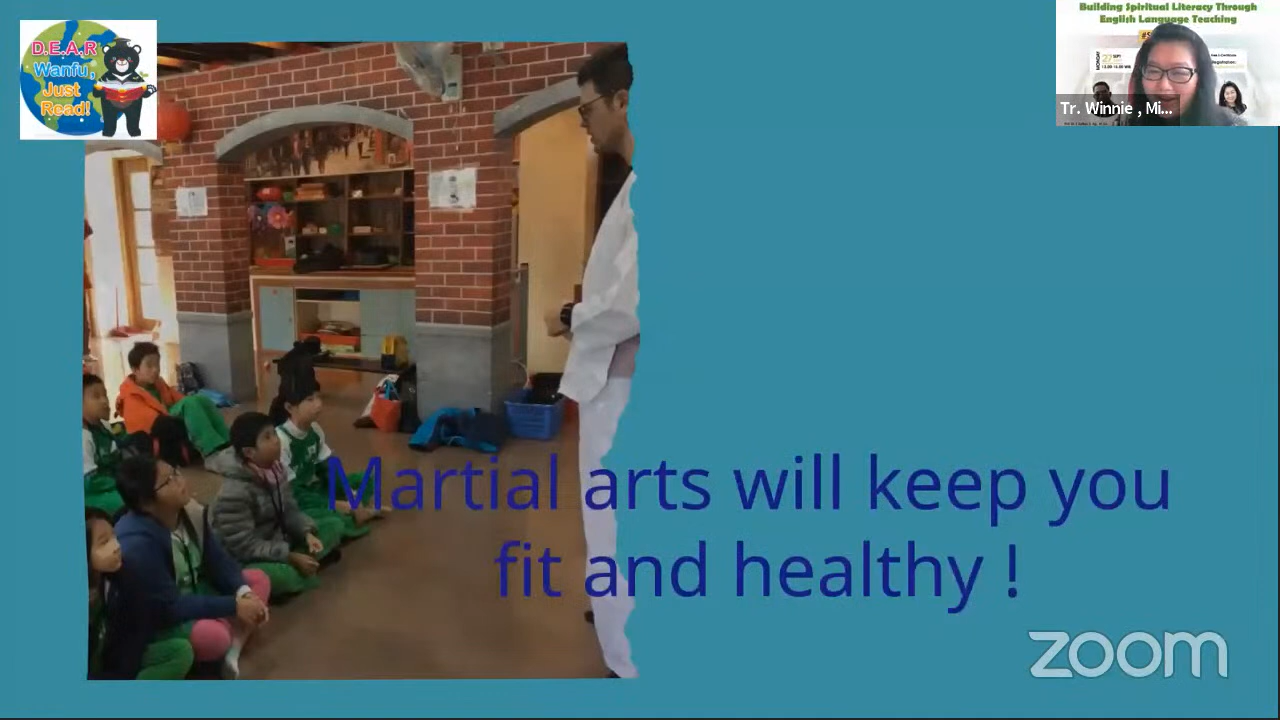 D.E.A.R
Wanfu,
Just
Read!
Building Spiritual Literacy Through
English Language Teaching
Tr. Winnie , Mi...
Martial arts will keep you
fit and healthy !
zoom